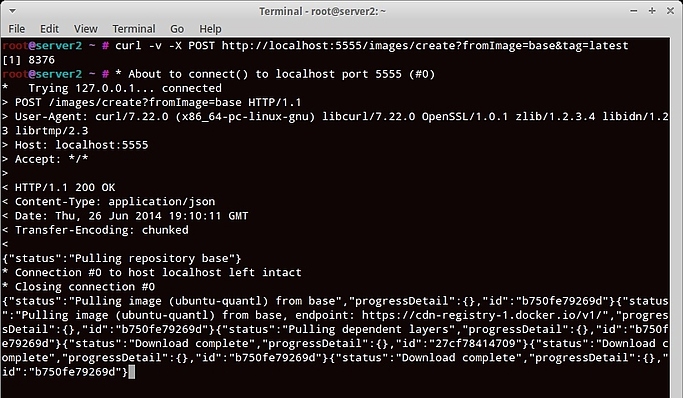 Terminal - root@server2: ~
File Edit View Terminal Go Help
root@server2 ~ # curl -v -X POST http://localhost:5555/images/create?fromImage=base&tag=latest
[1] 8376
root@server2 ~ # * About to connect() to localhost port 5555 (#0)
*   Trying 127.0.0.1... connected
> POST /images/create?fromImage=base HTTP/1.1
> User-Agent: curl/7.22.0 (x86_64-pc-linux-gnu) libcurl/7.22.0 OpenSSL/1.0.1 zlib/1.2.3.4 libidn/1.2
3 librtmp/2.3
> Host: localhost:5555
> Accept: */*
>
< HTTP/1.1 200 OK
< Content-Type: application/json
< Date: Thu, 26 Jun 2014 19:10:11 GMT
< Transfer-Encoding: chunked
<
{"status":"Pulling repository base"}
* Connection #0 to host localhost left intact
* Closing connection #0
{"status":"Pulling image (ubuntu-quantl) from base","progressDetail":{},"id":"b750fe79269d"}{"status
":"Pulling image (ubuntu-quantl) from base, endpoint: https://cdn-registry-1.docker.io/v1/","progres
sDetail":{},"id":"b750fe79269d"}{"status":"Pulling dependent layers","progressDetail":{},"id":"b750f
e79269d"}{"status":"Download complete","progressDetail":{},"id":"27cf78414709"}{"status":"Download c
omplete","progressDetail":{},"id":"b750fe79269d"}{"status":"Download complete","progressDetail":{},"
id":"b750fe79269d"}